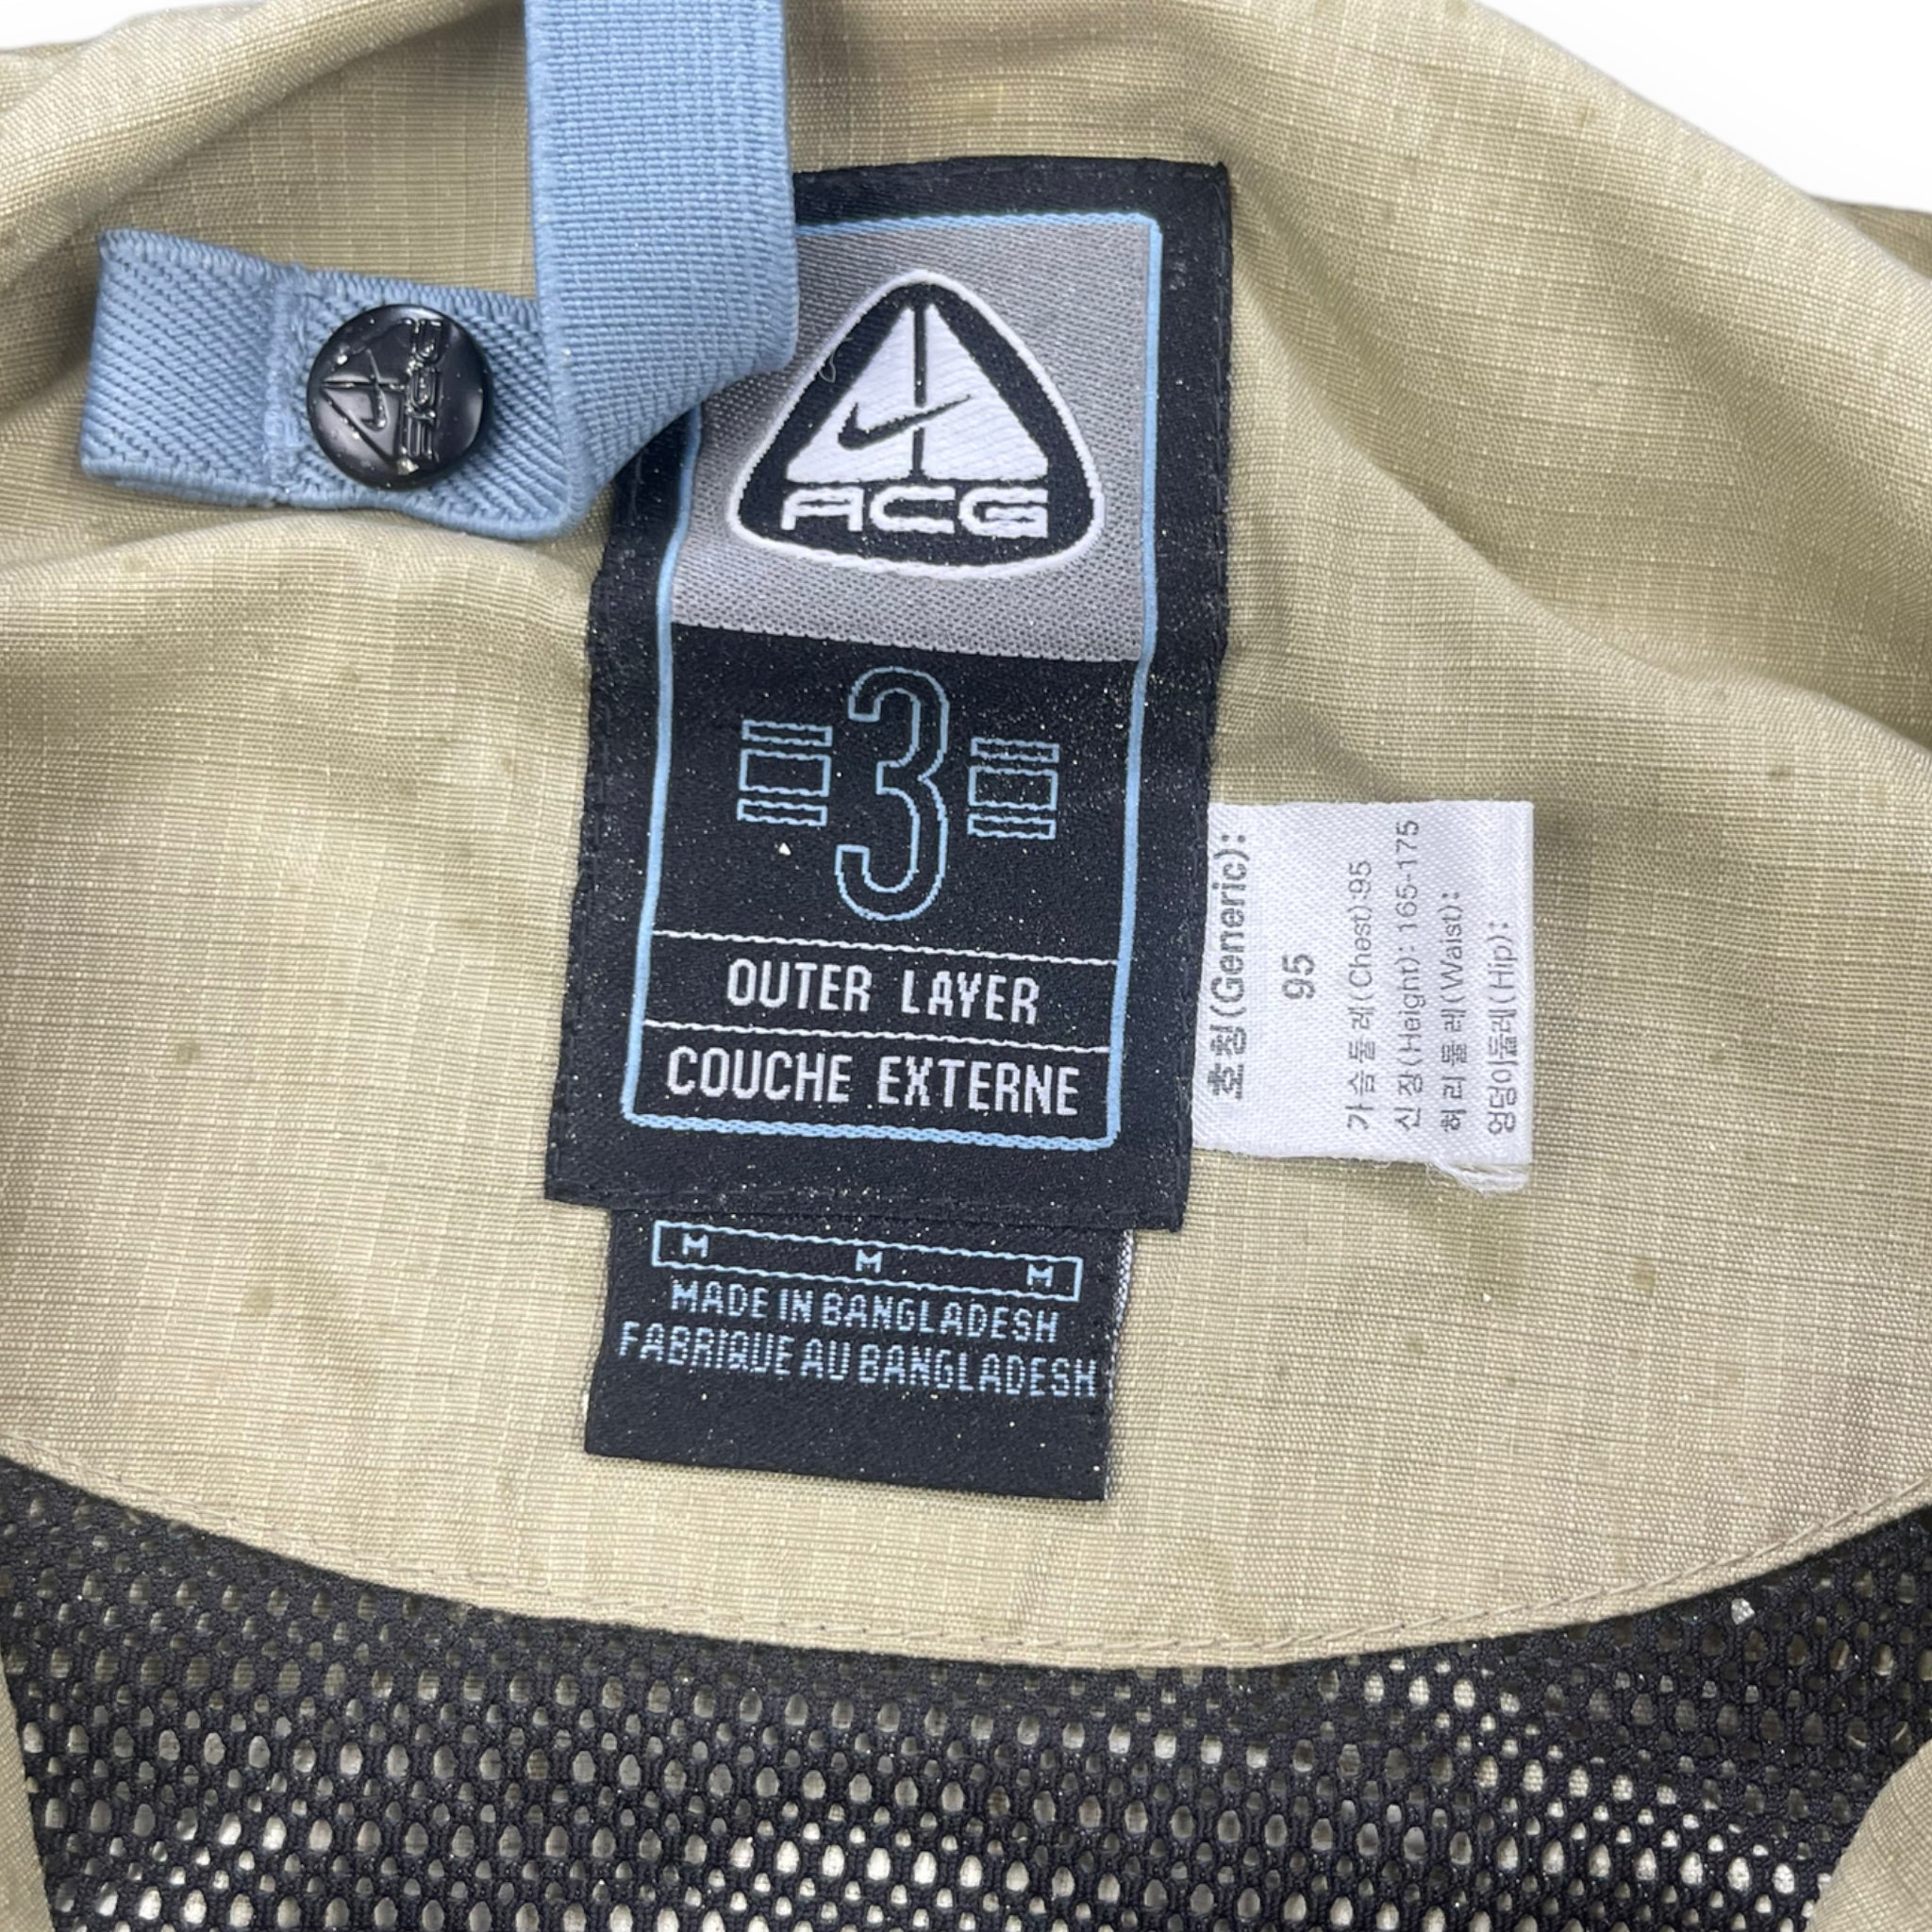 ACG
ACG
3
OUTER LAYER
COUCHE EXTERNE
M M M
MADE IN BANGLADESH
FABRIQUE AU BANGLADESH
호칭(Generic):
95
가슴둘레(Chest):95
신장(Height): 165-175
허리둘레(Waist):
엉덩이둘레(Hip):